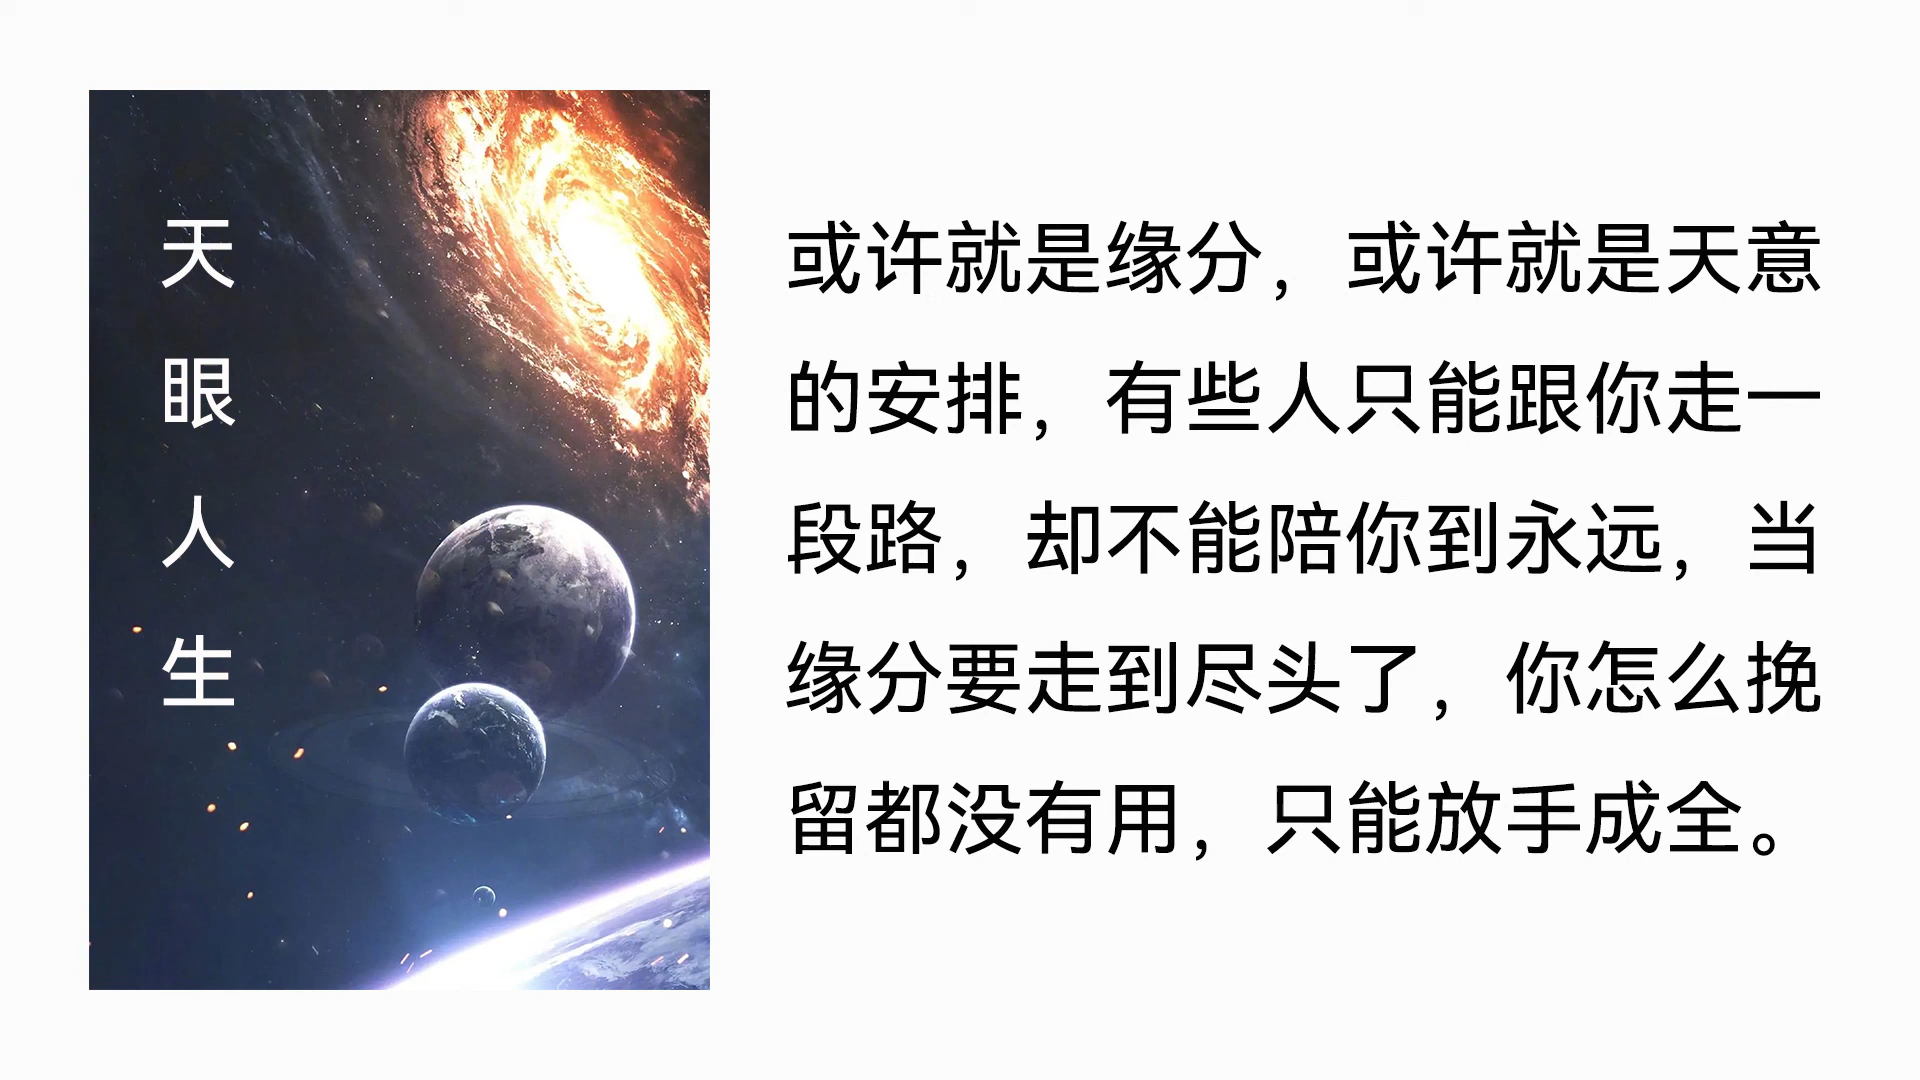 天眼人生
或许就是缘分，或许就是天意
的安排，有些人只能跟你走一
段路，却不能陪你到永远，当
缘分要走到尽头了，你怎么挽
留都没有用，只能放手成全。